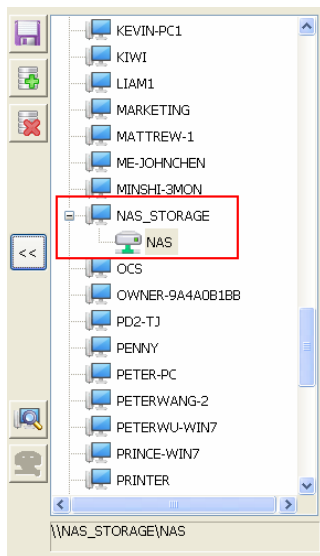 KEVIN-PC1
KIWI
LIAM1
MARKETING
MATTREW-1
ME-JOHNCHEN
MINSHI-3MON
NAS_STORAGE
NAS
<<
OCS
OWNER-9A4A0B1BB
PD2-TJ
PENNY
PETER-PC
PETERWANG-2
PETERWU-WIN7
PRINCE-WIN7
PRINTER
\\NAS_STORAGE\NAS